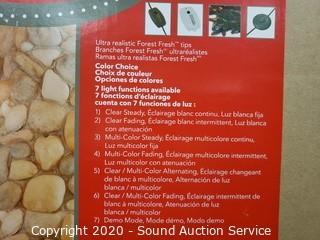 Ultra realistic Forest Fresh™ tips
Branches Forest Fresh™ ultraréalistes
Ramas ultra realistas Forest Fresh™
Color Choice
Choix de couleur
Opciones de colores
7 light functions available
7 fonctions d'éclairage
cuenta con 7 funciones de luz :
1) Clear Steady, Éclairage blanc continu, Luz blanca fija
2) Clear Fading, Éclairage blanc intermittent, Luz blanca
con atenuación
3) Multi-Color Steady, Éclairage multicolore continu,
Luz multicolor fija
4) Multi-Color Fading, Éclairage multicolore intermittent,
Luz multicolor con atenuación
5) Clear / Multi-Color Alternating, Éclairage changeant
de blanc à multicolore, Alternación de luz
blanca / multicolor
6) Clear / Multi-Color Fading, Éclairage intermittent de
blanc à multicolore, Atenuación de luz
blanca / multicolor
7) Demo Mode, Mode démo, Modo demo
Copyright 2020 - Sound Auction Service